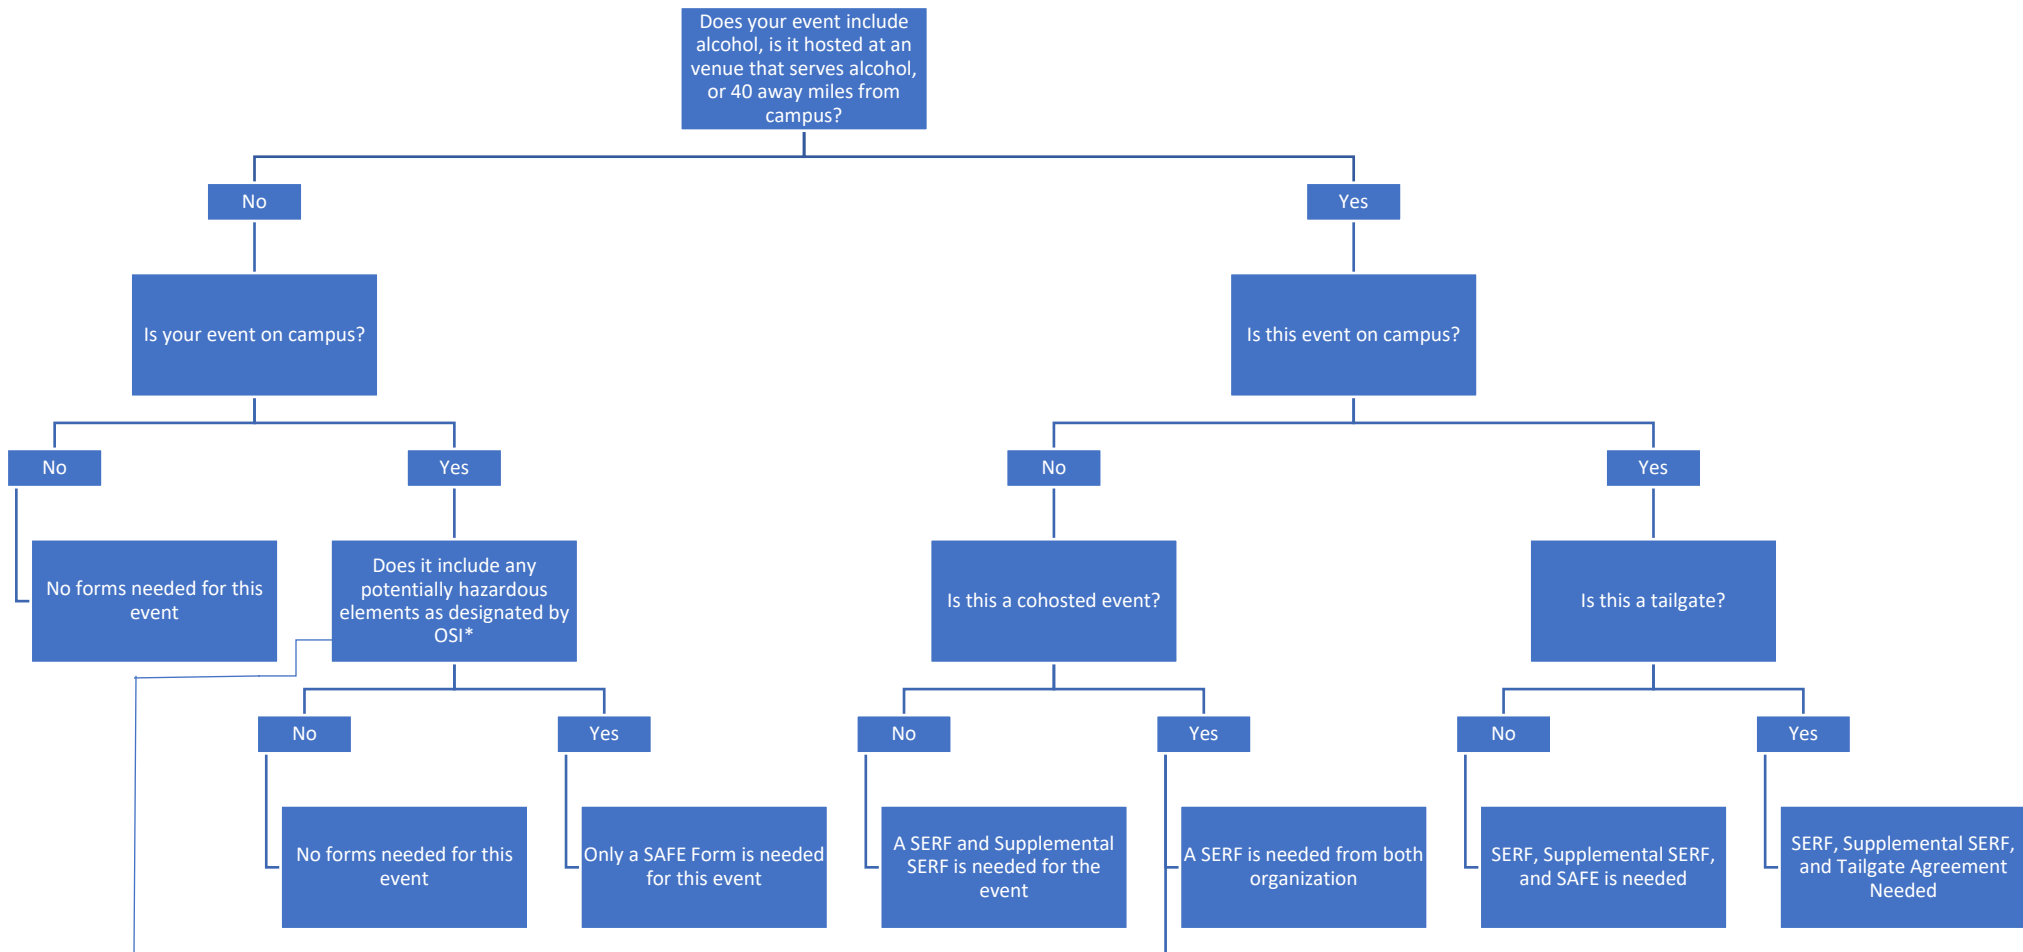 Does your event include
alcohol, is it hosted at an
venue that serves alcohol,
or 40 away miles from
campus?
No
Yes
Is your event on campus?
Is this event on campus?
No
Yes
No
Yes
No forms needed for this
event
Does it include any
potentially hazardous
elements as designated by
OSI*
Is this a cohosted event?
Is this a tailgate?
No
Yes
No
Yes
No
Yes
No forms needed for this
event
Only a SAFE Form is needed
for this event
A SERF and Supplemental
SERF is needed for the
event
A SERF is needed from both
organization
SERF, Supplemental SERF,
and SAFE is needed
SERF, Supplemental SERF,
and Tailgate Agreement
Needed